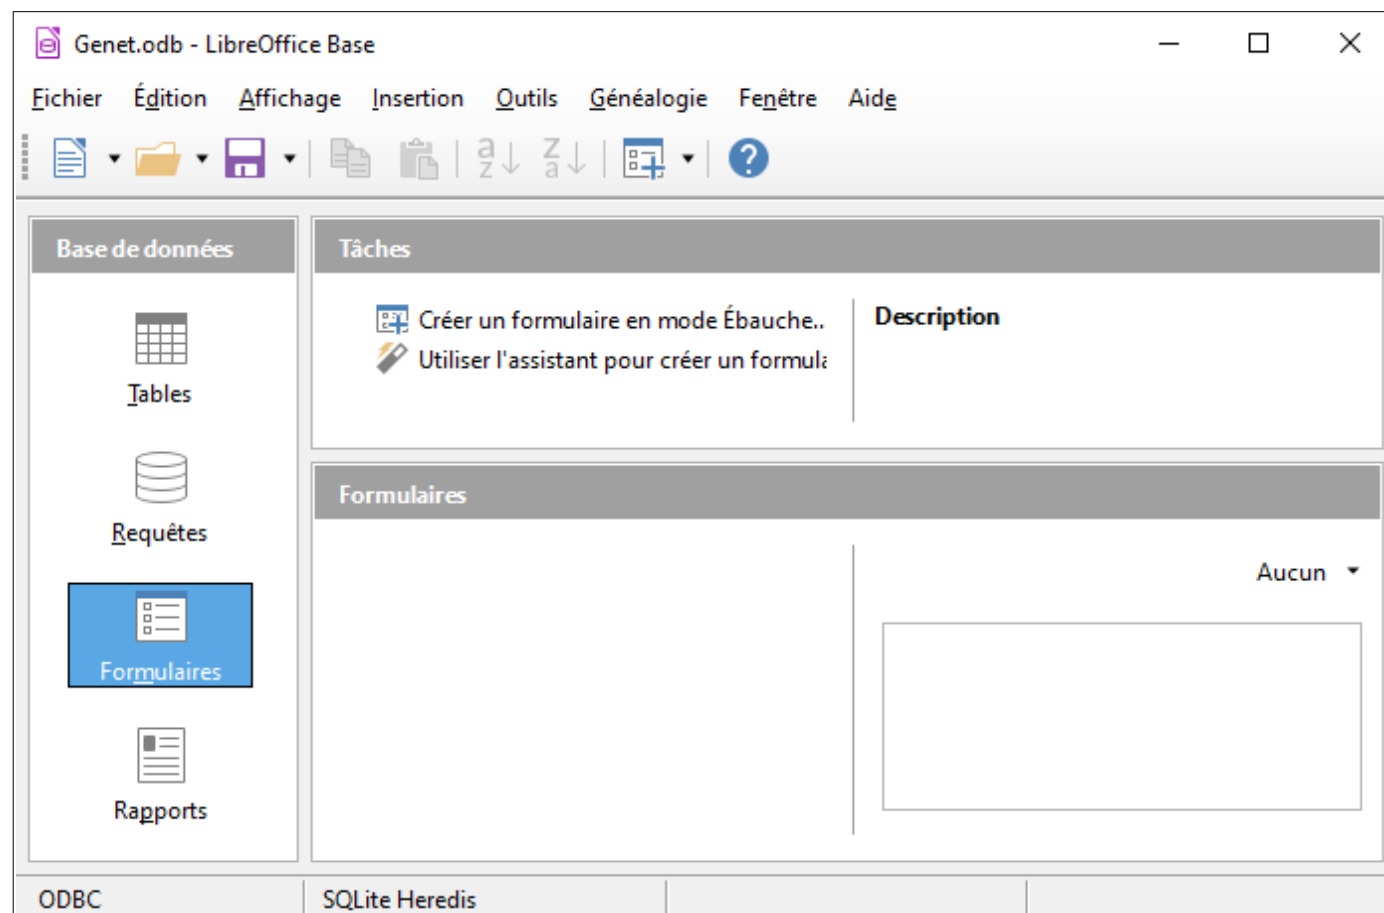 Genet.odb - LibreOffice Base
Fichier Édition Affichage Insertion Outils Généalogie Fenêtre Aide
Base de données
Tables
Requêtes
Formulaires
Rapports
Tâches
Créer un formulaire en mode Ébauche..
Utiliser l'assistant pour créer un formula
Description
Formulaires
Aucun
ODBC
SQLite Heredis